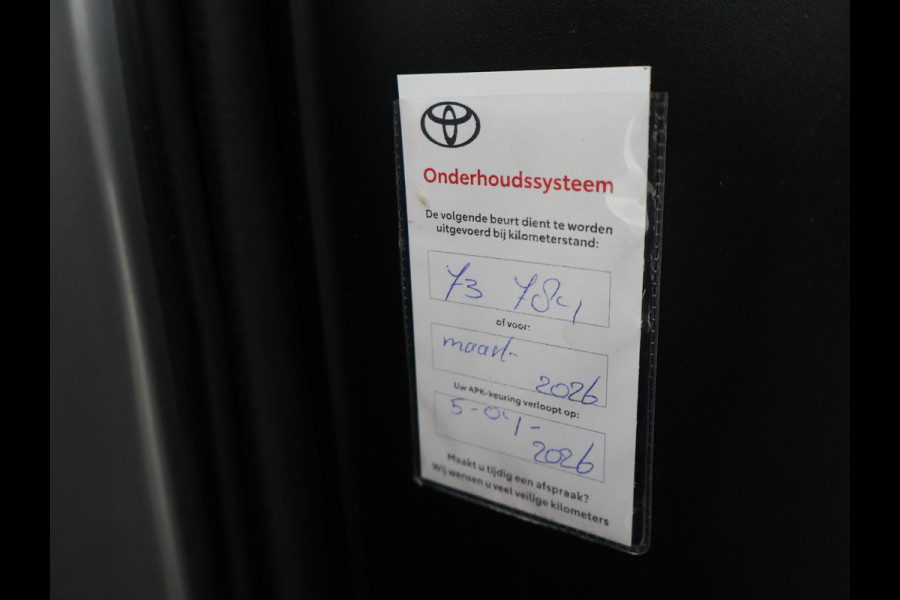 Onderhoudssysteem
De volgende beurt dient te worden
uitgevoerd bij kilometerstand:
73 784
of voor:
maart-
2026
Uw APK-keuring verloopt op:
5-04-
2026
Maakt u tijdig een afspraak?
Wij wensen u veel veilige kilometers